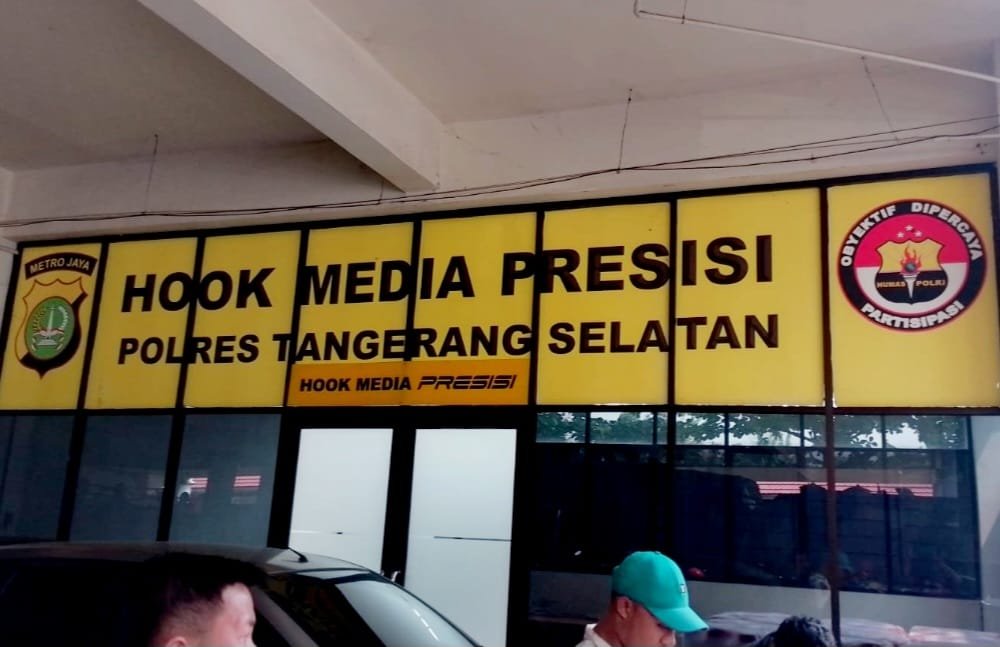 METRO JAYA
HOOK MEDIA PRESISI
POLRES TANGERANG SELATAN
HOOK MEDIA PRESISI
OBYEKTIF DIPERCAYA
HUMAS POLRI
PARTISIPASI